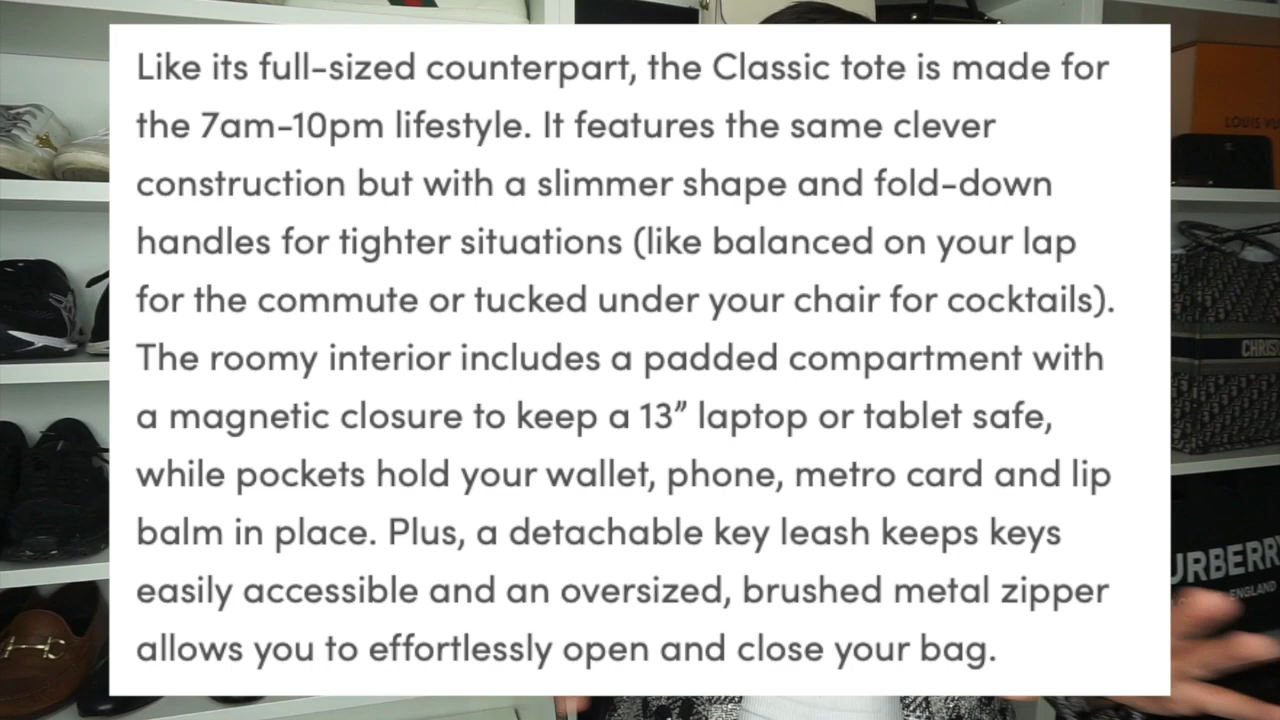 Like its full-sized counterpart, the Classic tote is made for
the 7am-10pm lifestyle. It features the same clever
construction but with a slimmer shape and fold-down
handles for tighter situations (like balanced on your lap
for the commute or tucked under your chair for cocktails).
The roomy interior includes a padded compartment with
a magnetic closure to keep a 13” laptop or tablet safe,
while pockets hold your wallet, phone, metro card and lip
balm in place. Plus, a detachable key leash keeps keys
easily accessible and an oversized, brushed metal zipper
allows you to effortlessly open and close your bag.
LOUIS VU
CHRIS
URBERRY
ENGLAND